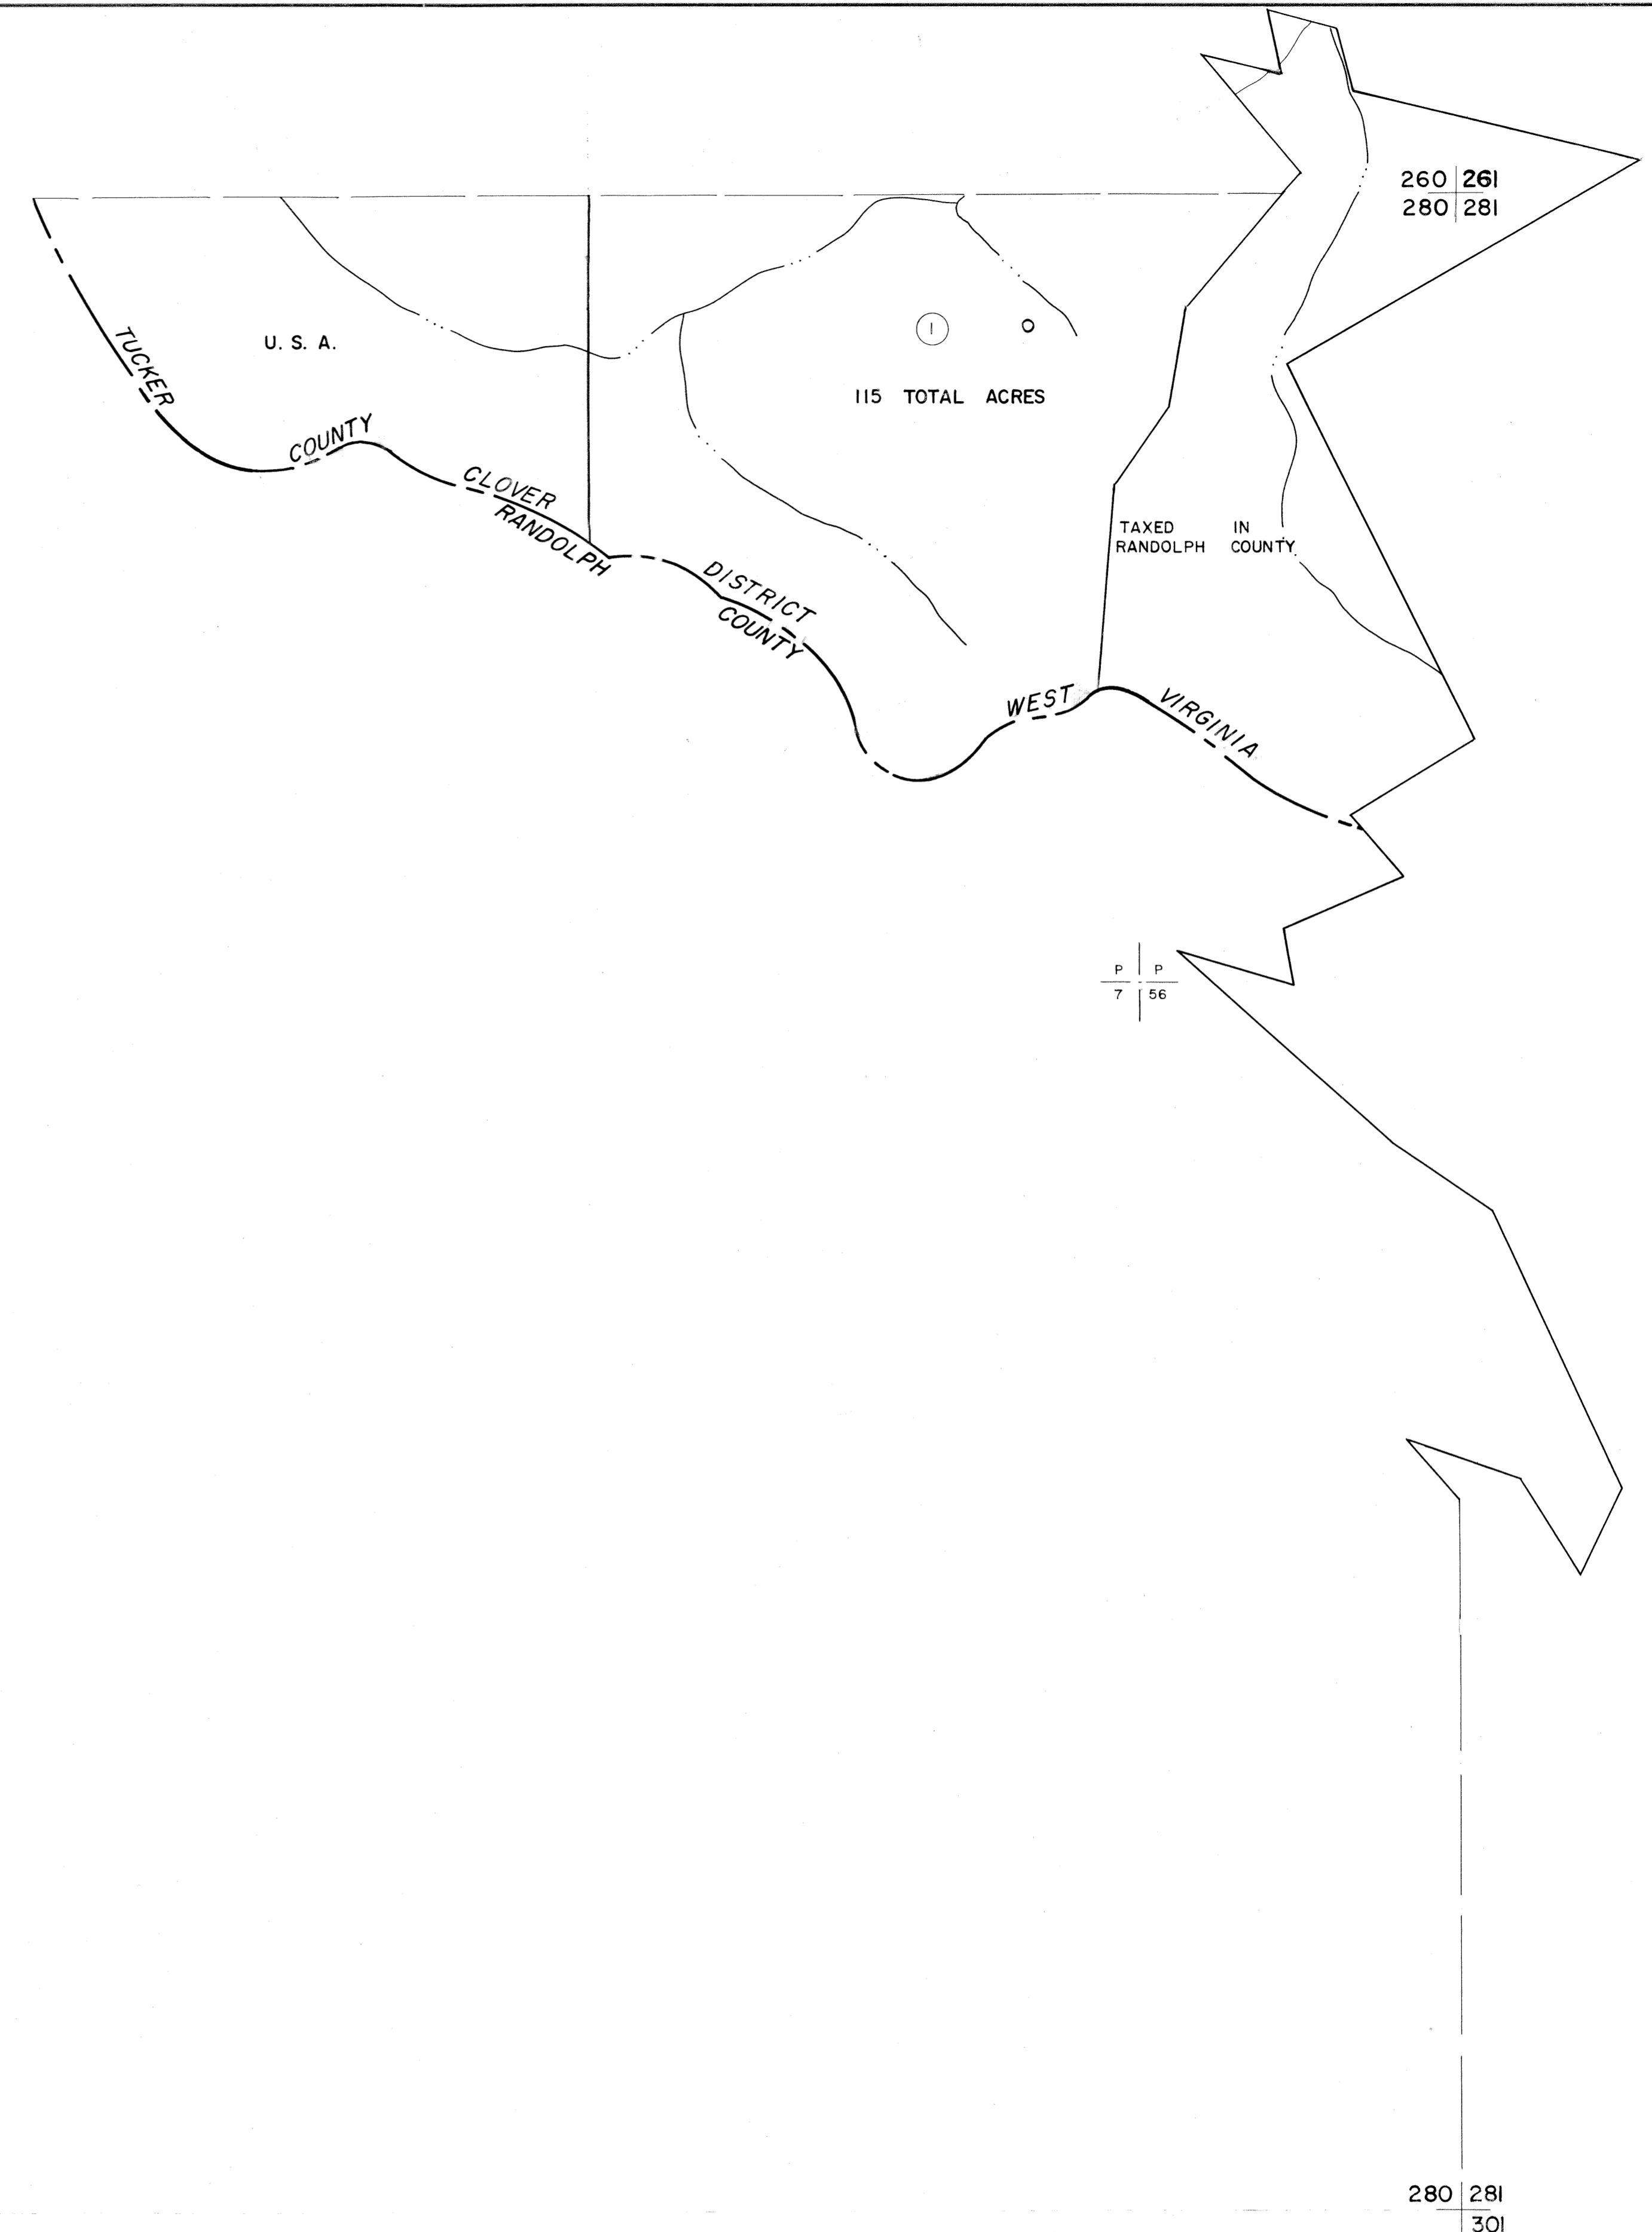 260 261
280 281
U. S. A.
1
115 TOTAL ACRES
TUCKER COUNTY CLOVER DISTRICT WEST VIRGINIA
RANDOLPH COUNTY
TAXED IN
RANDOLPH COUNTY
P P
7 56
280 281
301